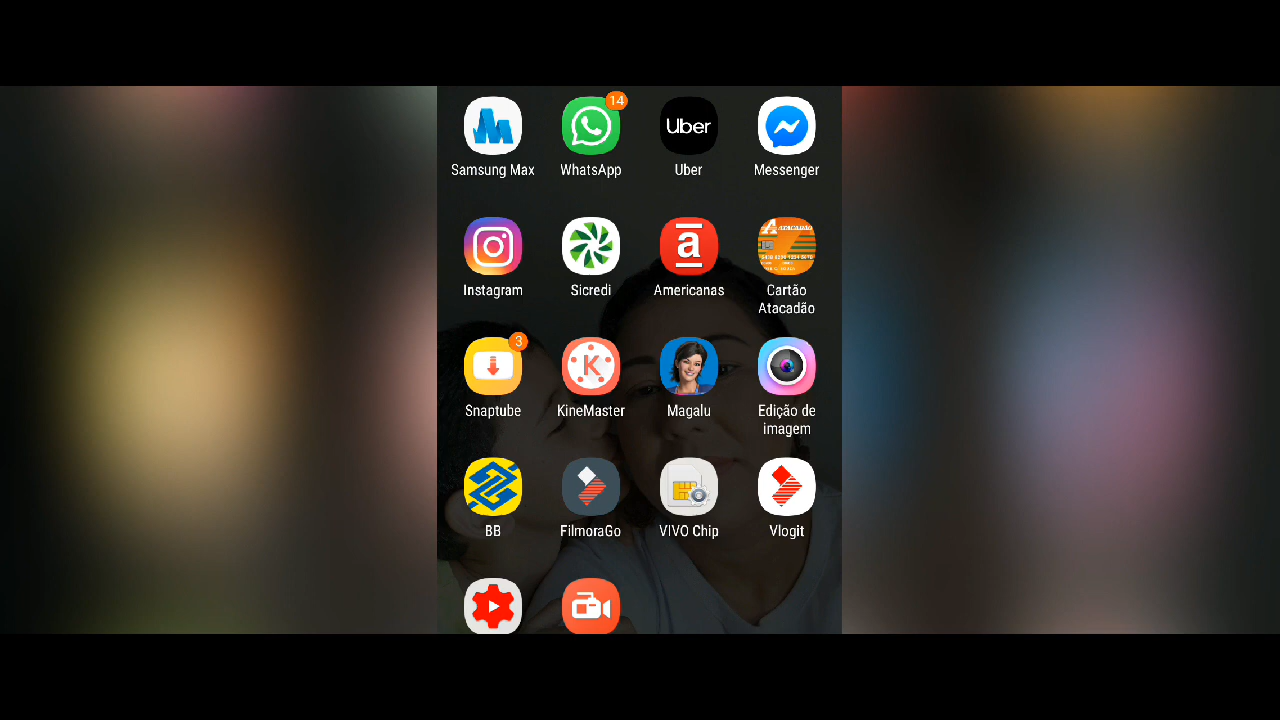 14
Uber
Samsung Max
WhatsApp
Uber
Messenger
a
ATACADÃO
Instagram
Sicredi
Americanas
Cartão
Atacadão
3
K
Snaptube
KineMaster
Magalu
Edição de
imagem
BB
FilmoraGo
VIVO Chip
Vlogit